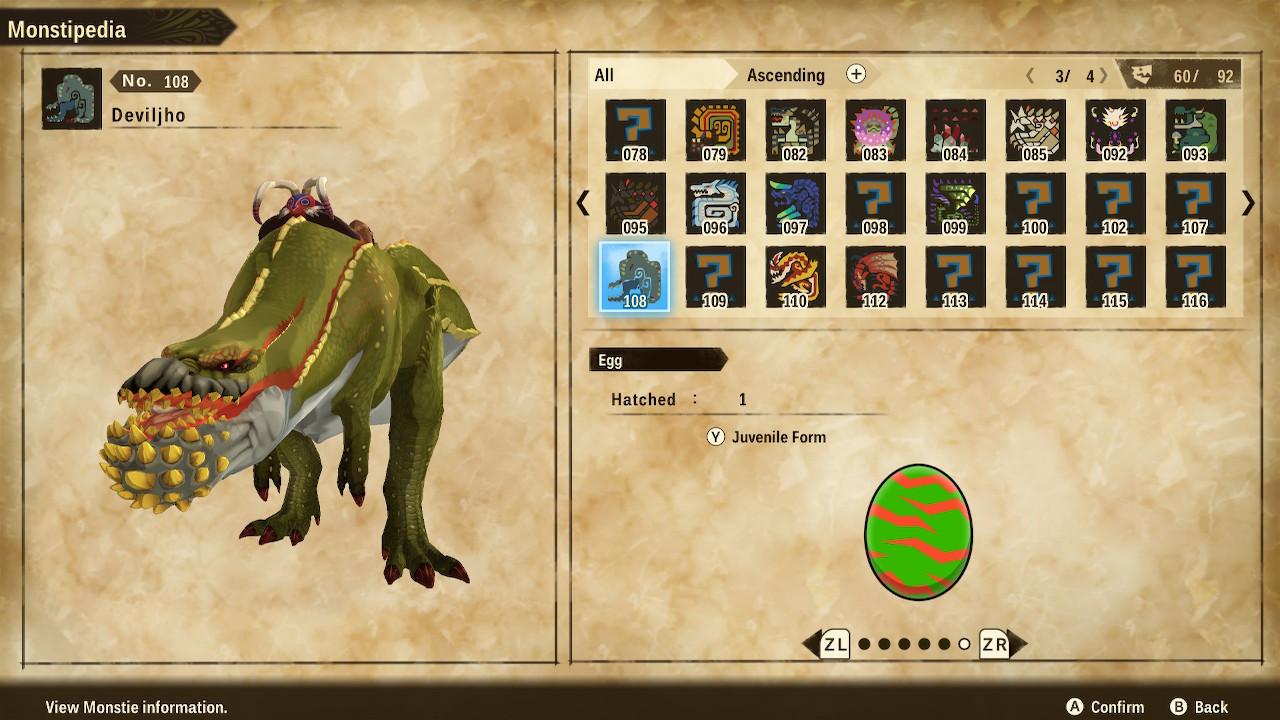 Monstipedia
No. 108
Deviljho
All
Ascending +
3/ 4
60/ 92
078 079 082 083 084 085 092 093
095 096 097 098 099 100 102 107
108 109 110 112 113 114 115 116
Egg
Hatched : 1
Y Juvenile Form
ZL ZR
View Monstie information.
A Confirm B Back